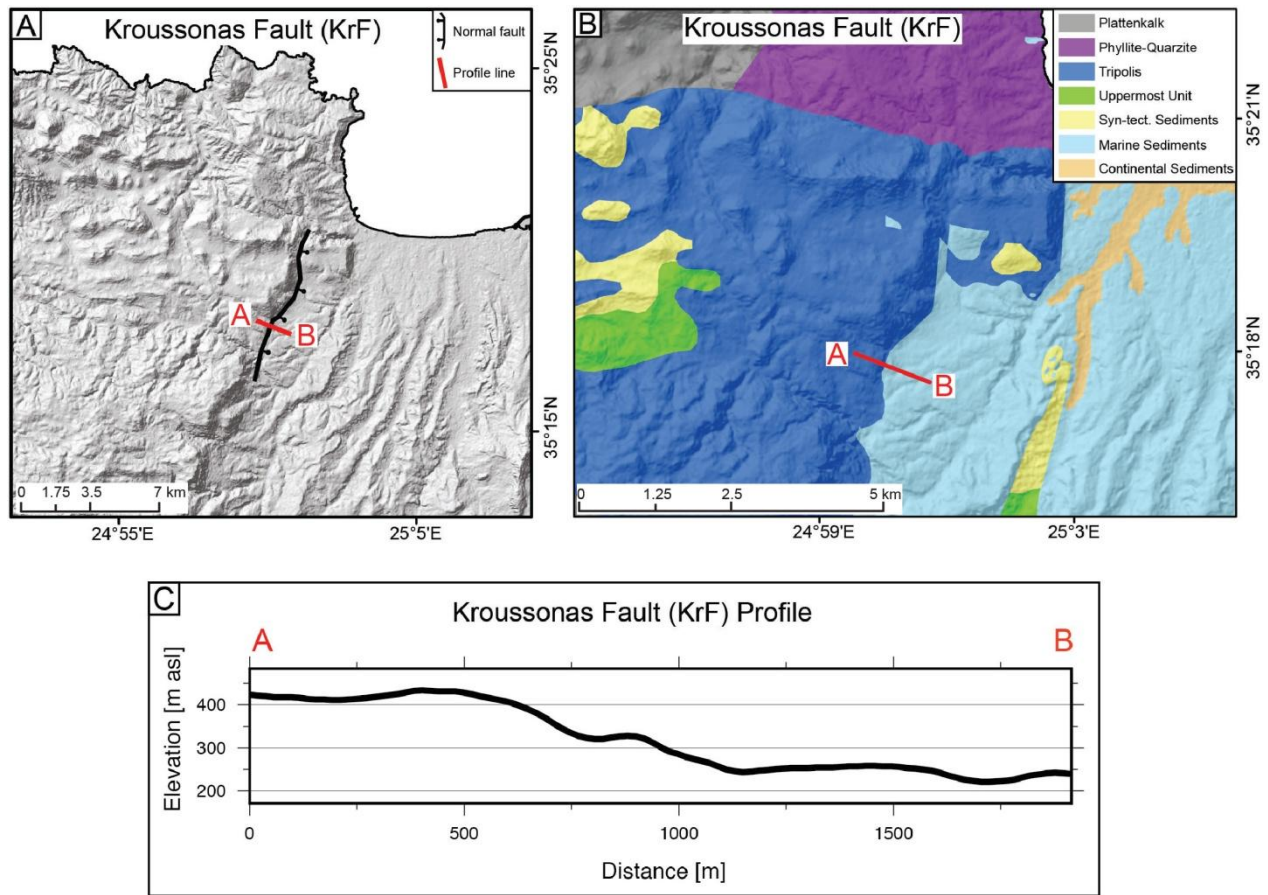 A
Kroussonas Fault (KrF)
Normal fault
Profile line
A
B
0 1.75 3.5 7 km
35°25'N
35°15'N
24°55'E 25°5'E
B
Kroussonas Fault (KrF)
Plattenkalk
Phyllite-Quarzite
Tripolis
Uppermost Unit
Syn-tect. Sediments
Marine Sediments
Continental Sediments
A
B
0 1.25 2.5 5 km
35°21'N
35°18'N
24°59'E 25°3'E
C
Kroussonas Fault (KrF) Profile
A B
Elevation [m asl]
400
300
200
0 500 1000 1500
Distance [m]